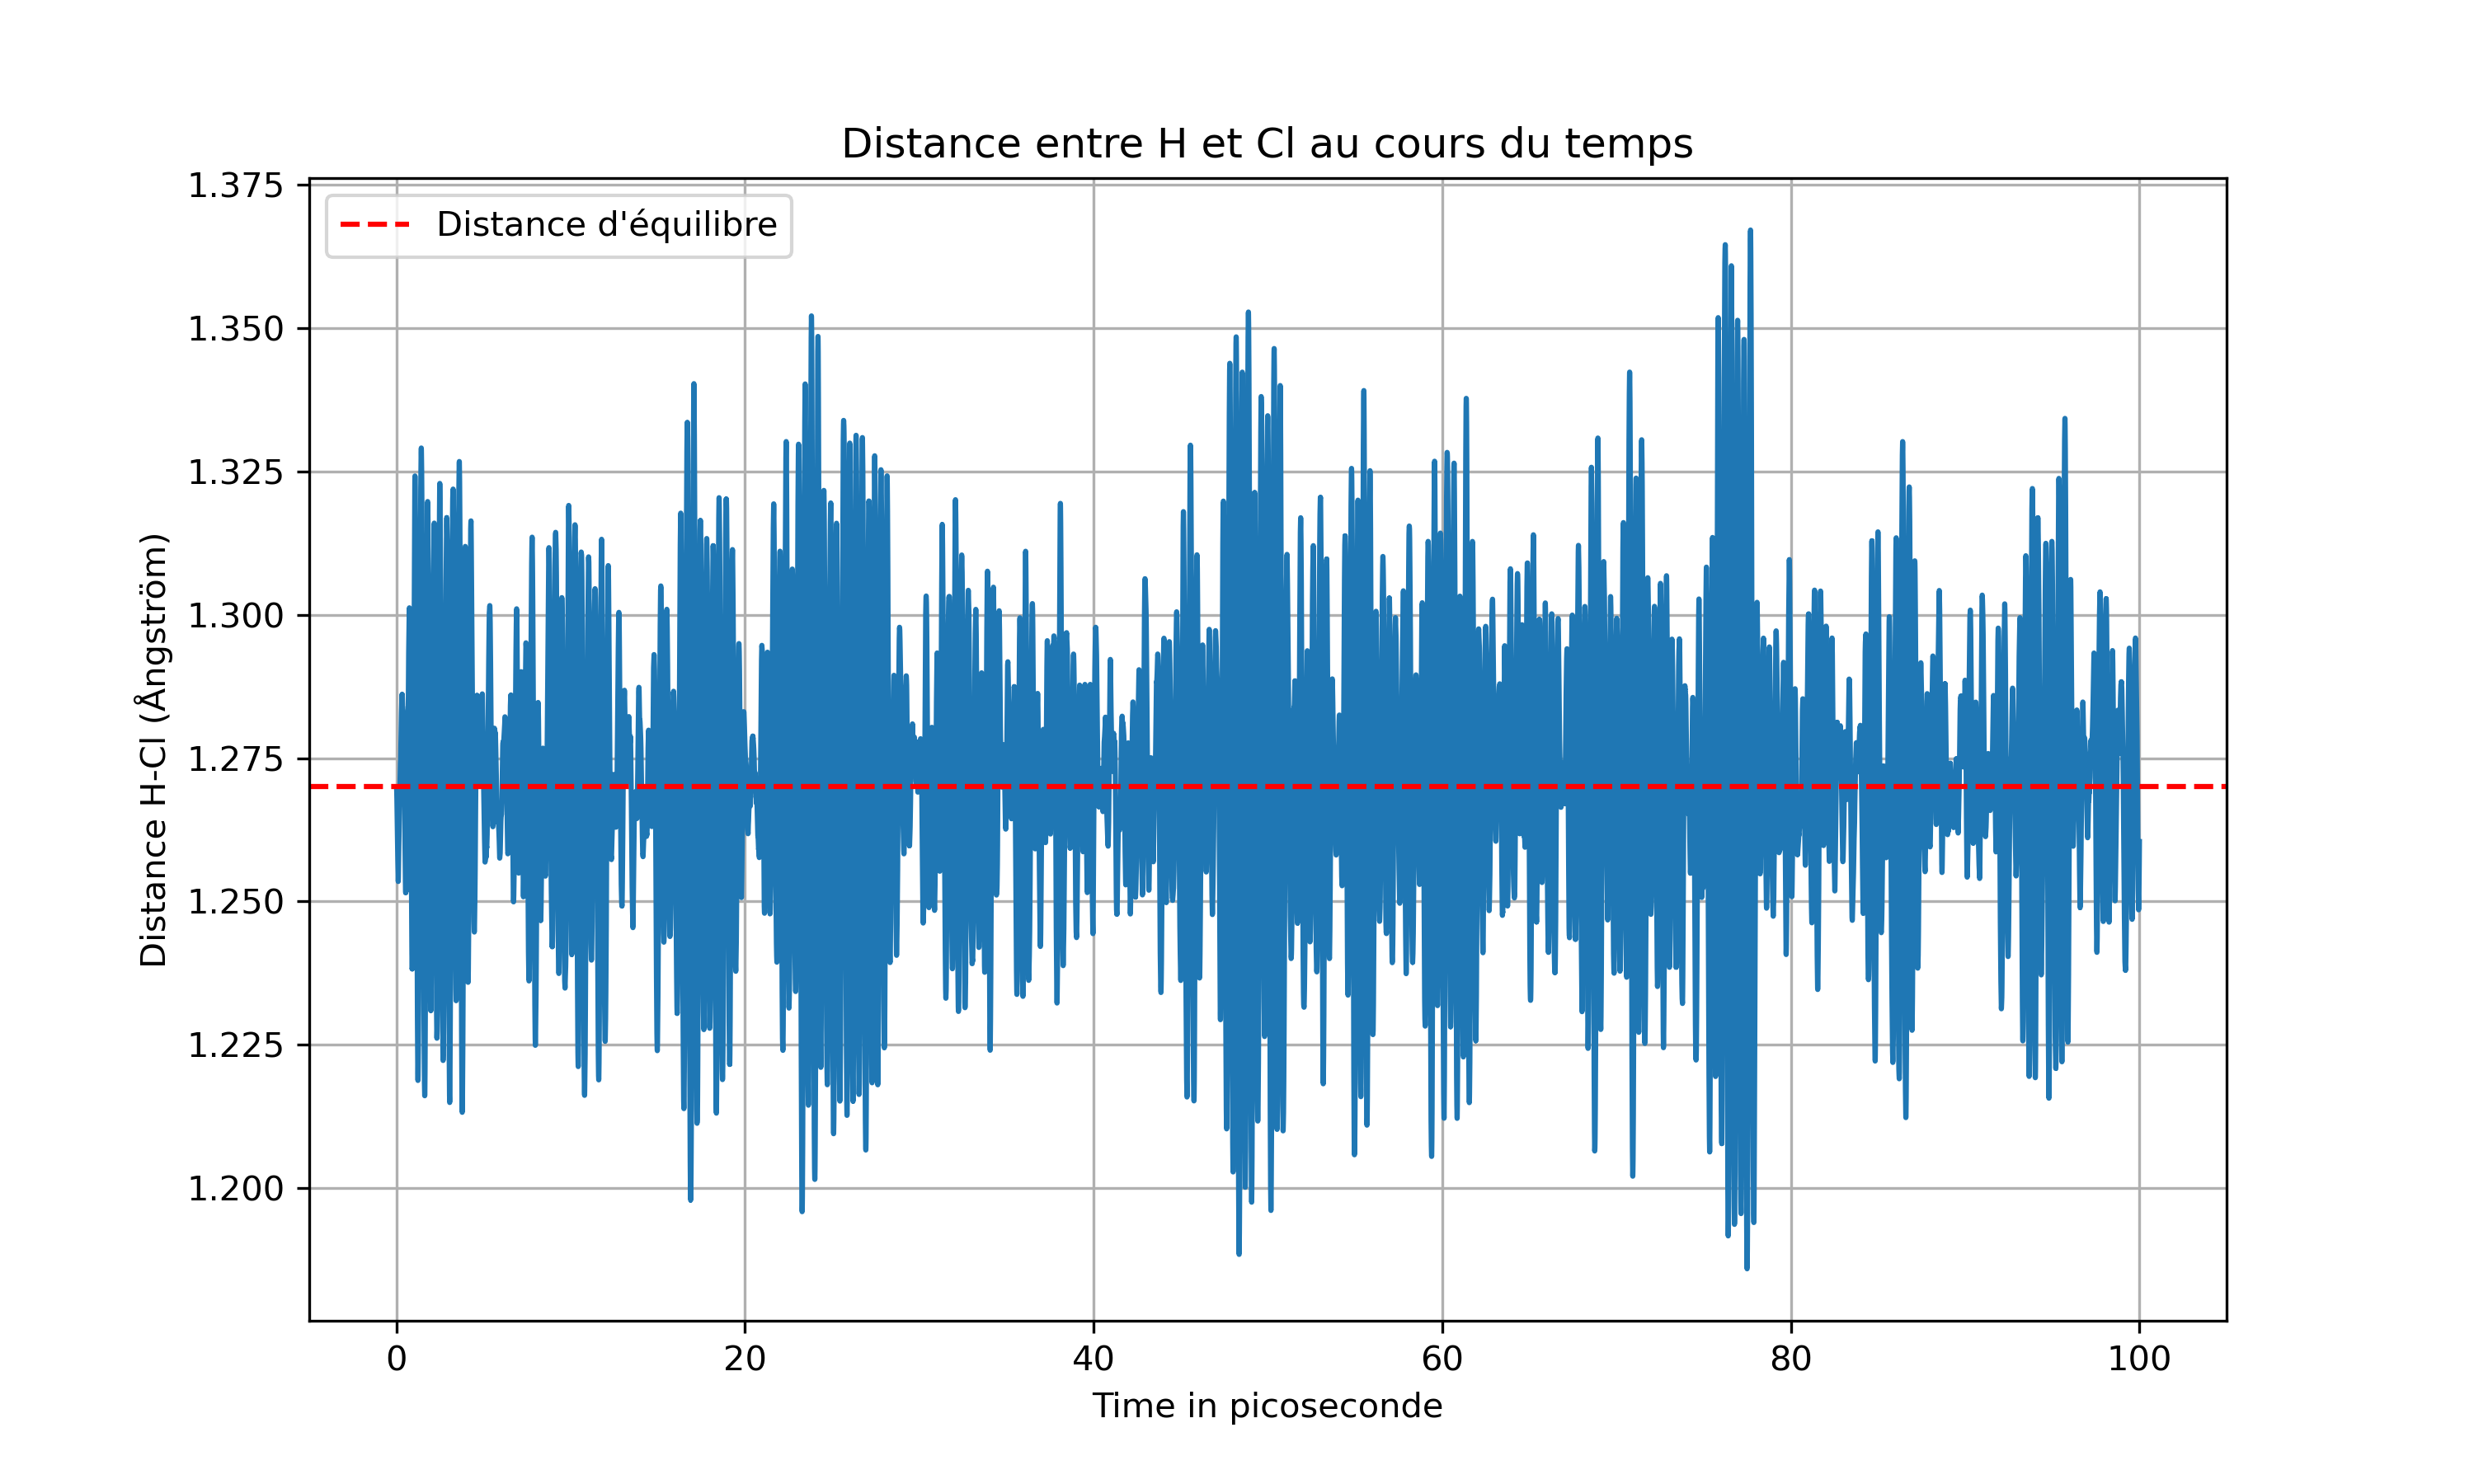 Distance entre H et Cl au cours du temps
Distance d'équilibre
1.375
1.350
1.325
1.300
1.275
1.250
1.225
1.200
Distance H-Cl (Ångström)
0 20 40 60 80 100
Time in picoseconde